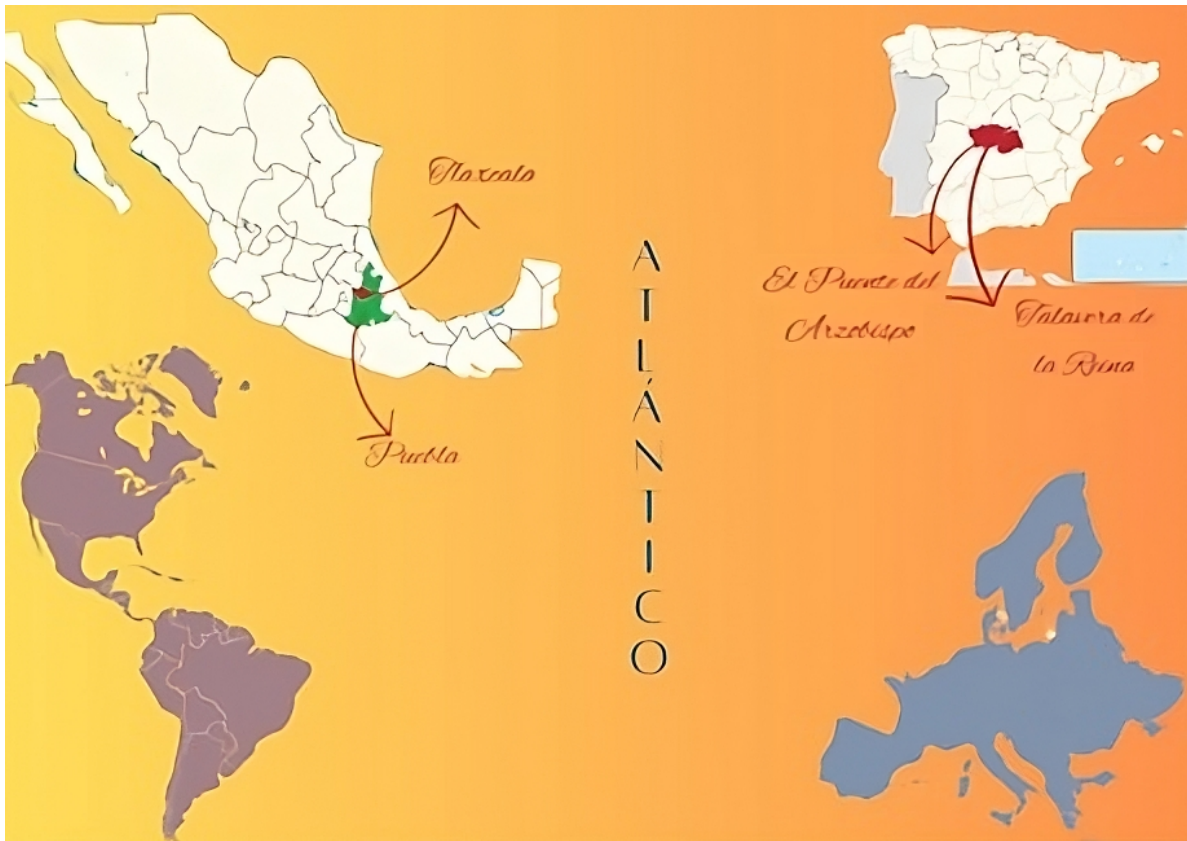 Tlaxcala
Puebla
ATLÁNTICO
El Puente del
Arzobispo
Talavera de
la Reina